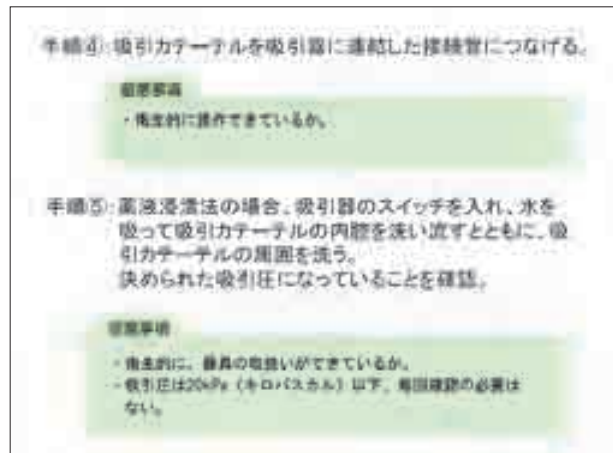 手順④:吸引カテーテルを吸引器に連結した接続管につなげる。
留意事項
・衛生的に操作できているか。
手順⑤:薬液浸漬法の場合、吸引器のスイッチを入れ、水を
吸って吸引カテーテルの内腔を洗い流すとともに、吸
引カテーテルの周囲を洗う。
決められた吸引圧になっていることを確認。
留意事項
・衛生的に、器具の取扱いができているか。
・吸引圧は20kPa（キロパスカル）以下、毎回確認の必要は
ない。